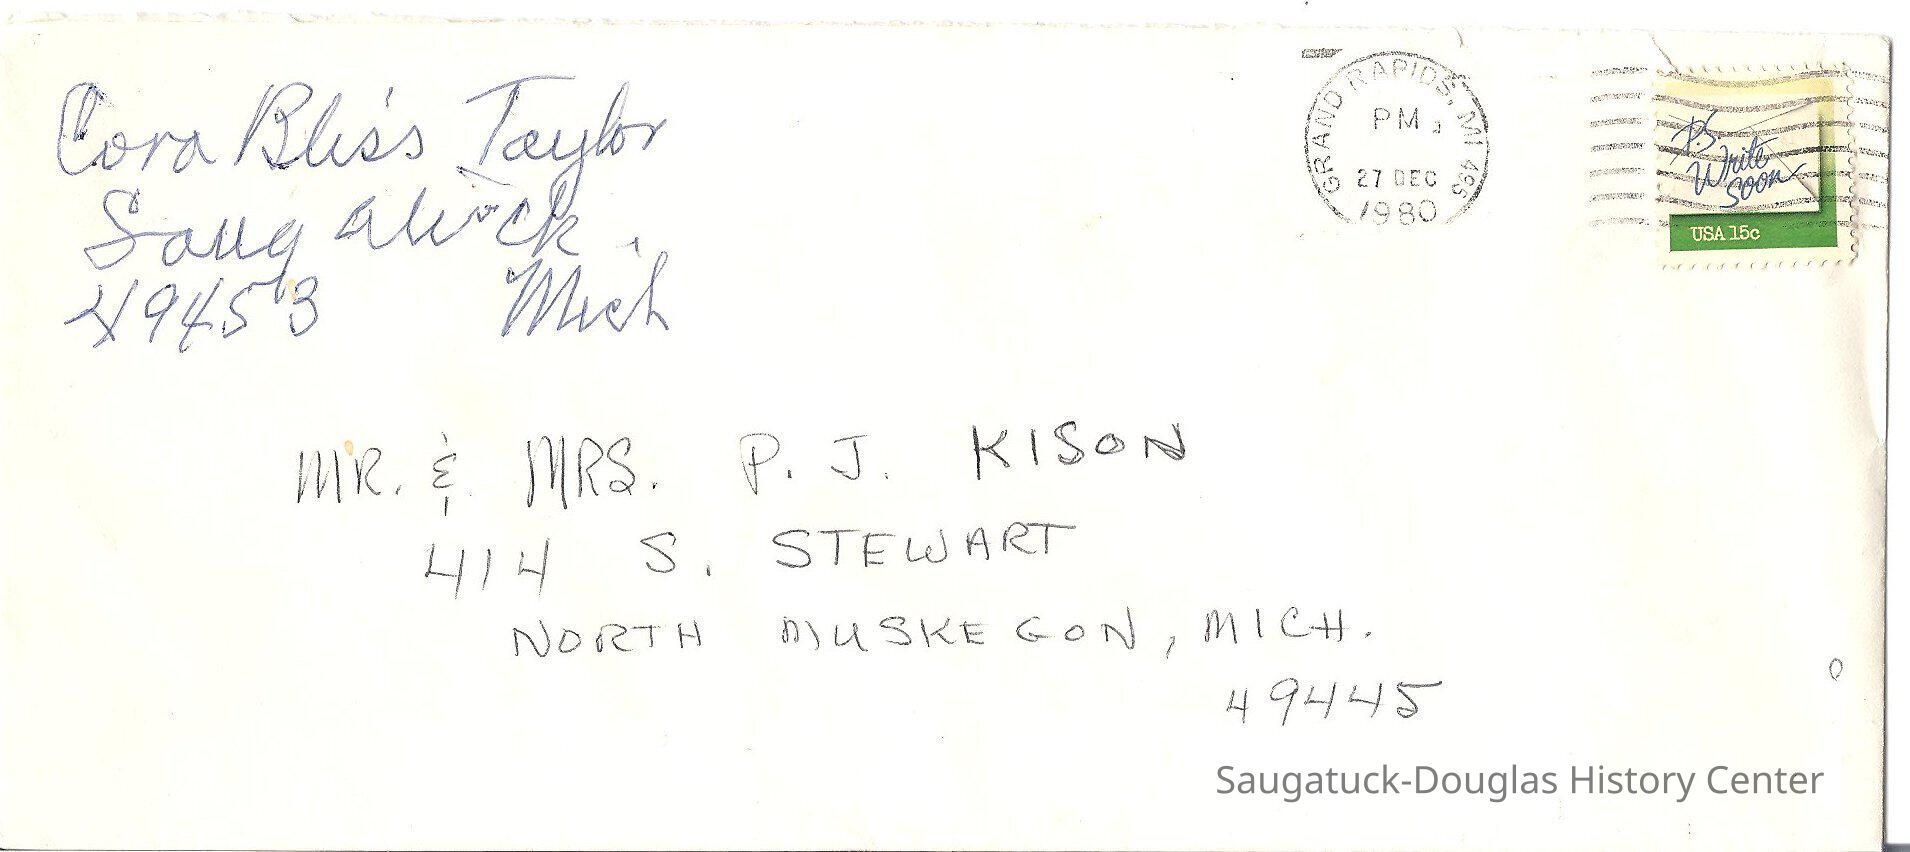 Cora Bliss Taylor
Saugatuck,
49453 Mich
GRAND RAPIDS, MI 495
PM
27 DEC
1980
P.S.
Write
Soon
USA 15c
MR. & MRS. P. J. KISON
414 S. STEWART
NORTH MUSKEGON, MICH.
49445
Saugatuck-Douglas History Center